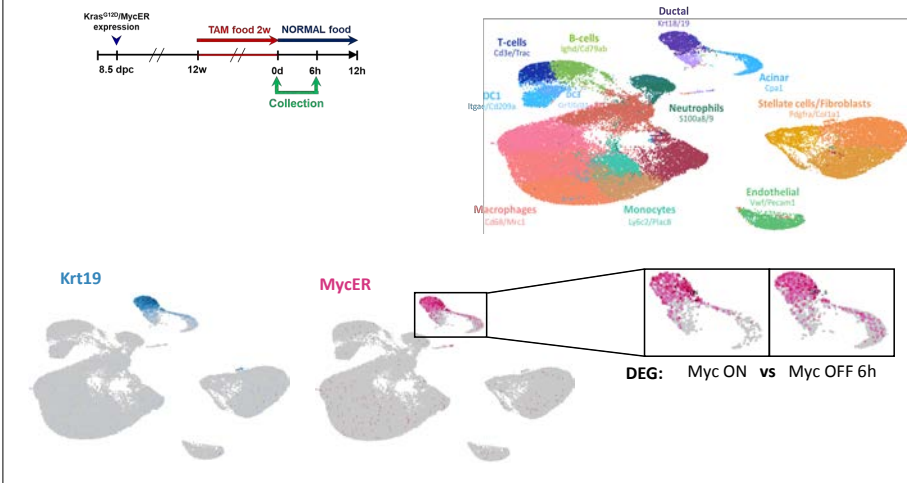 Kras^G12D/MycER
expression
TAM food 2w
NORMAL food
8.5 dpc
12w
0d
6h
12h
Collection
Ductal
Krt18/19
T-cells
Cd3e/Trac
B-cells
Ighd/Cd79ab
Acinar
Cpa1
DC1
Itgae/Cd209a
DC3
Neutrophils
S100a8/9
Stellate cells/Fibroblasts
Pdgfra/Col1a1
Endothelial
Vwf/Pecam1
Macrophages
Cd68/Mrc1
Monocytes
Ly6c2/Plac8
Krt19
MycER
DEG: Myc ON vs Myc OFF 6h